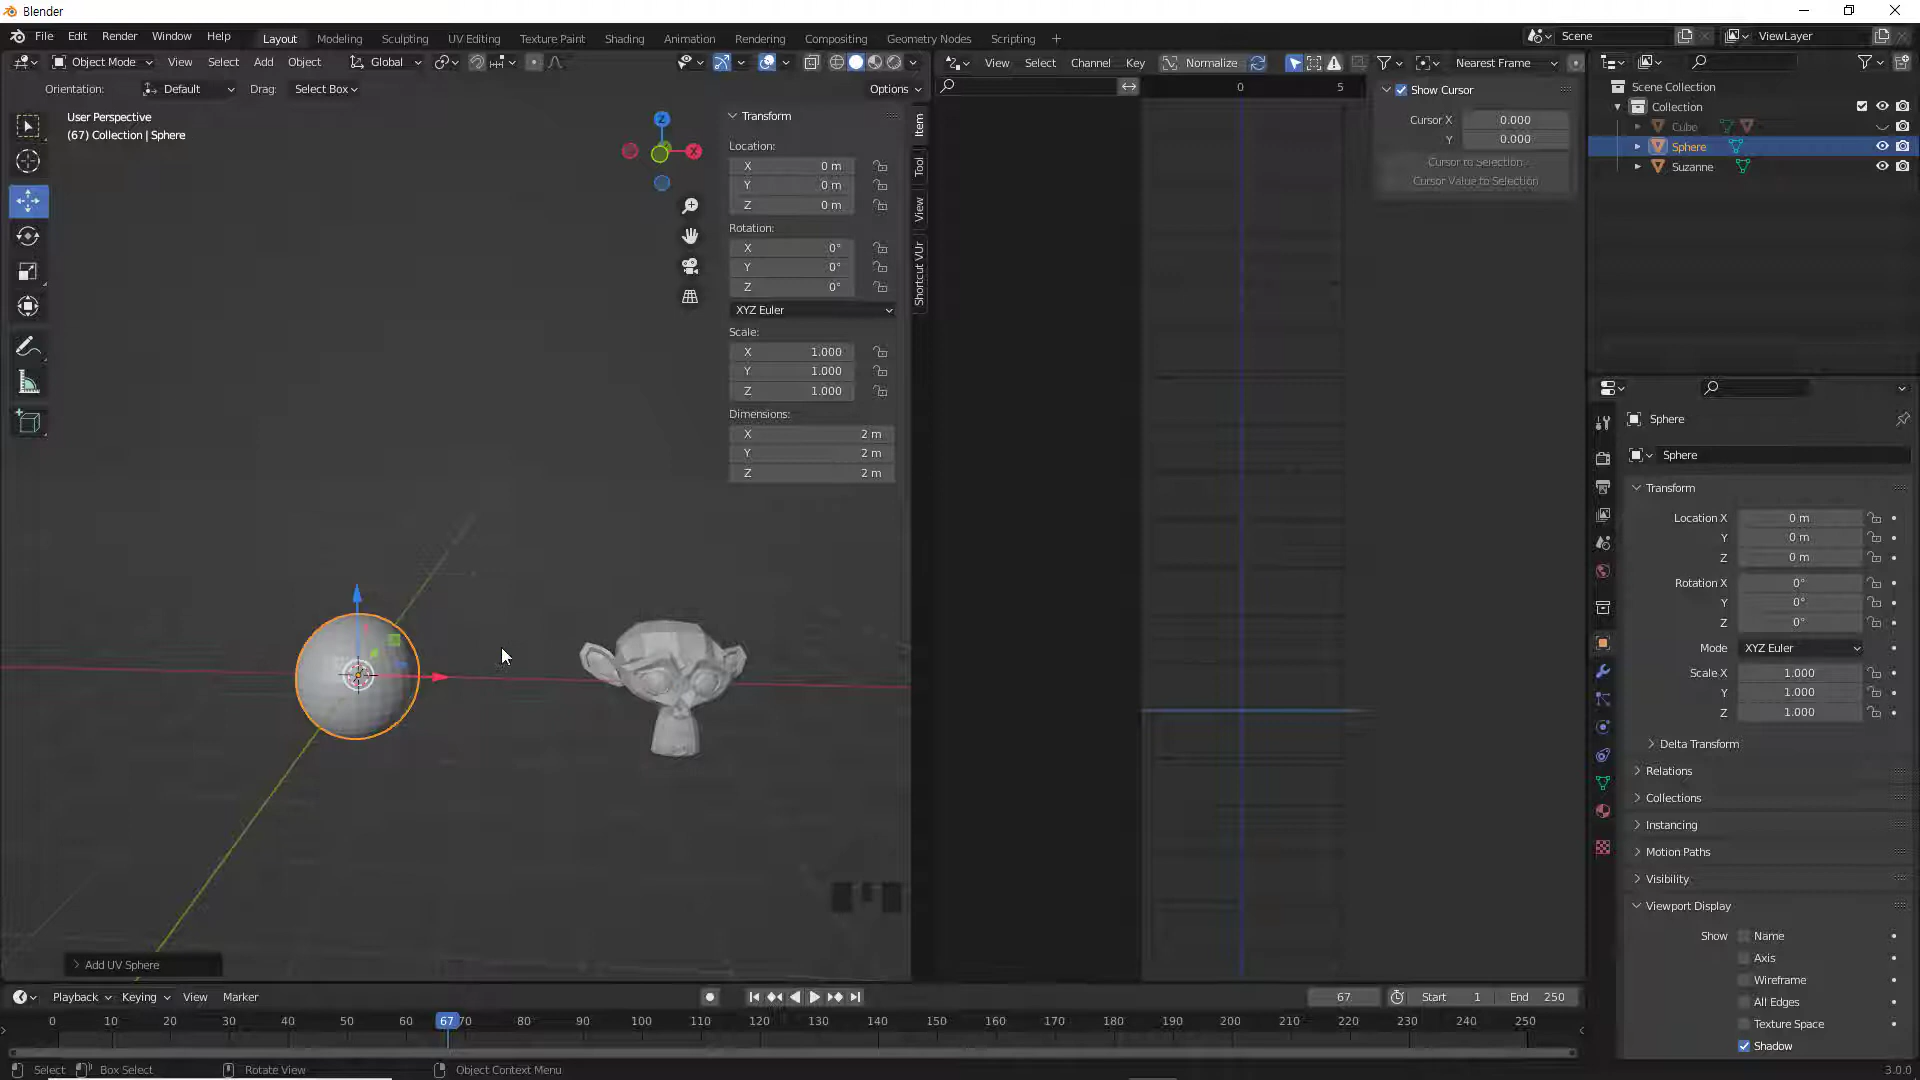 Blender
File Edit Render Window Help
Layout Modeling Sculpting UV Editing Texture Paint Shading Animation Rendering Compositing Geometry Nodes Scripting +
Scene
ViewLayer
Object Mode View Select Add Object
Global
View Select Channel Key
Normalize
Nearest Frame
Orientation: Default Drag: Select Box
Options
User Perspective
(67) Collection | Sphere
Z
X
Transform
Location:
X 0 m
Y 0 m
Z 0 m
Rotation:
X 0°
Y 0°
Z 0°
XYZ Euler
Scale:
X 1.000
Y 1.000
Z 1.000
Dimensions:
X 2 m
Y 2 m
Z 2 m
Item
Tool
View
Shortcut VUr
0 5
Show Cursor
Cursor X 0.000
Y 0.000
Cursor to Selection
Cursor Value to Selection
Scene Collection
Collection
Cube
Sphere
Suzanne
Sphere
Sphere
Transform
Location X 0 m
Y 0 m
Z 0 m
Rotation X 0°
Y 0°
Z 0°
Mode XYZ Euler
Scale X 1.000
Y 1.000
Z 1.000
Delta Transform
Relations
Collections
Instancing
Motion Paths
Visibility
Viewport Display
Show Name
Axis
Wireframe
All Edges
Texture Space
Shadow
Add UV Sphere
Playback Keying View Marker
67 Start 1 End 250
0 10 20 30 40 50 60 67 70 80 90 100 110 120 130 140 150 160 170 180 190 200 210 220 230 240 250
Select Box Select Rotate View Object Context Menu
3.0.0